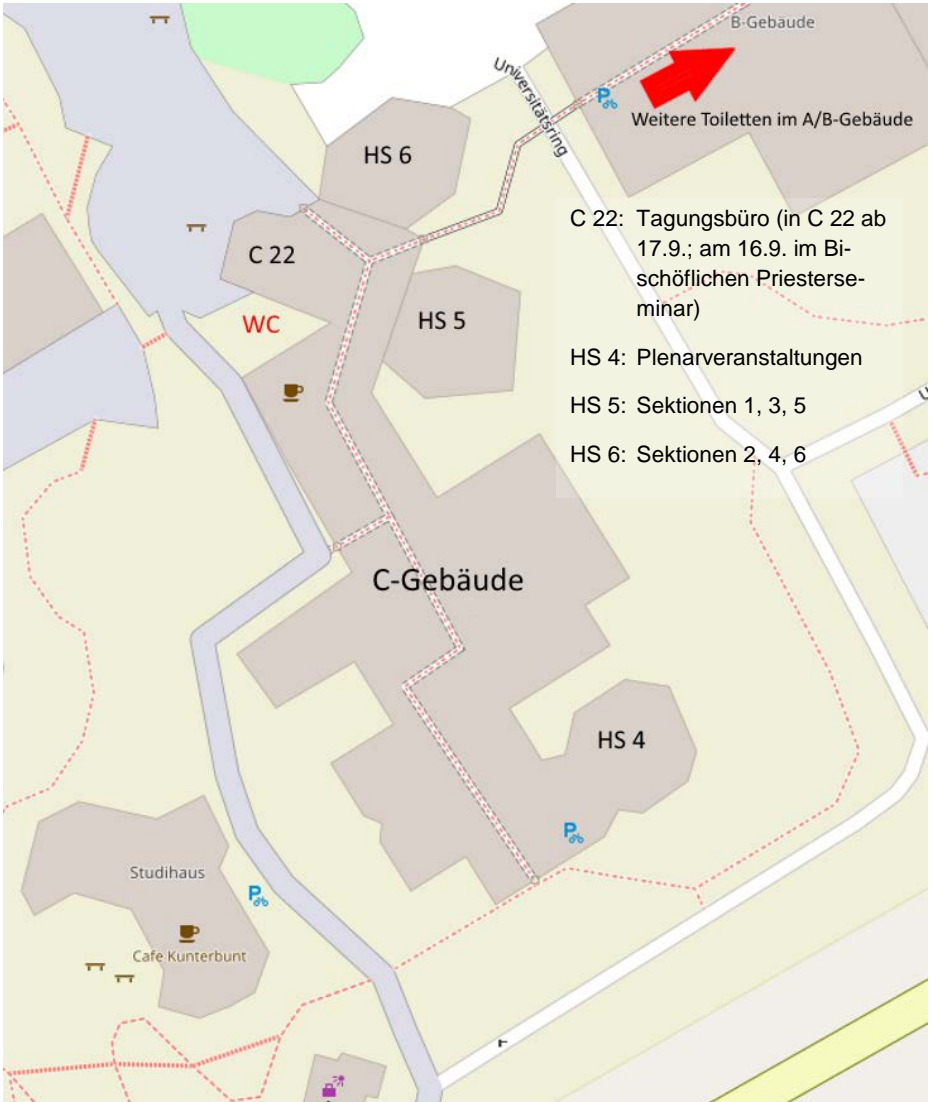 B-Gebäude
Universitätsring
Weitere Toiletten im A/B-Gebäude
HS 6
C 22: Tagungsbüro (in C 22 ab
17.9.; am 16.9. im Bi-
schöflichen Priesterse-
minar)
C 22
HS 5
WC
HS 4: Plenarveranstaltungen
HS 5: Sektionen 1, 3, 5
HS 6: Sektionen 2, 4, 6
C-Gebäude
HS 4
Studihaus
Cafe Kunterbunt
P
P
P